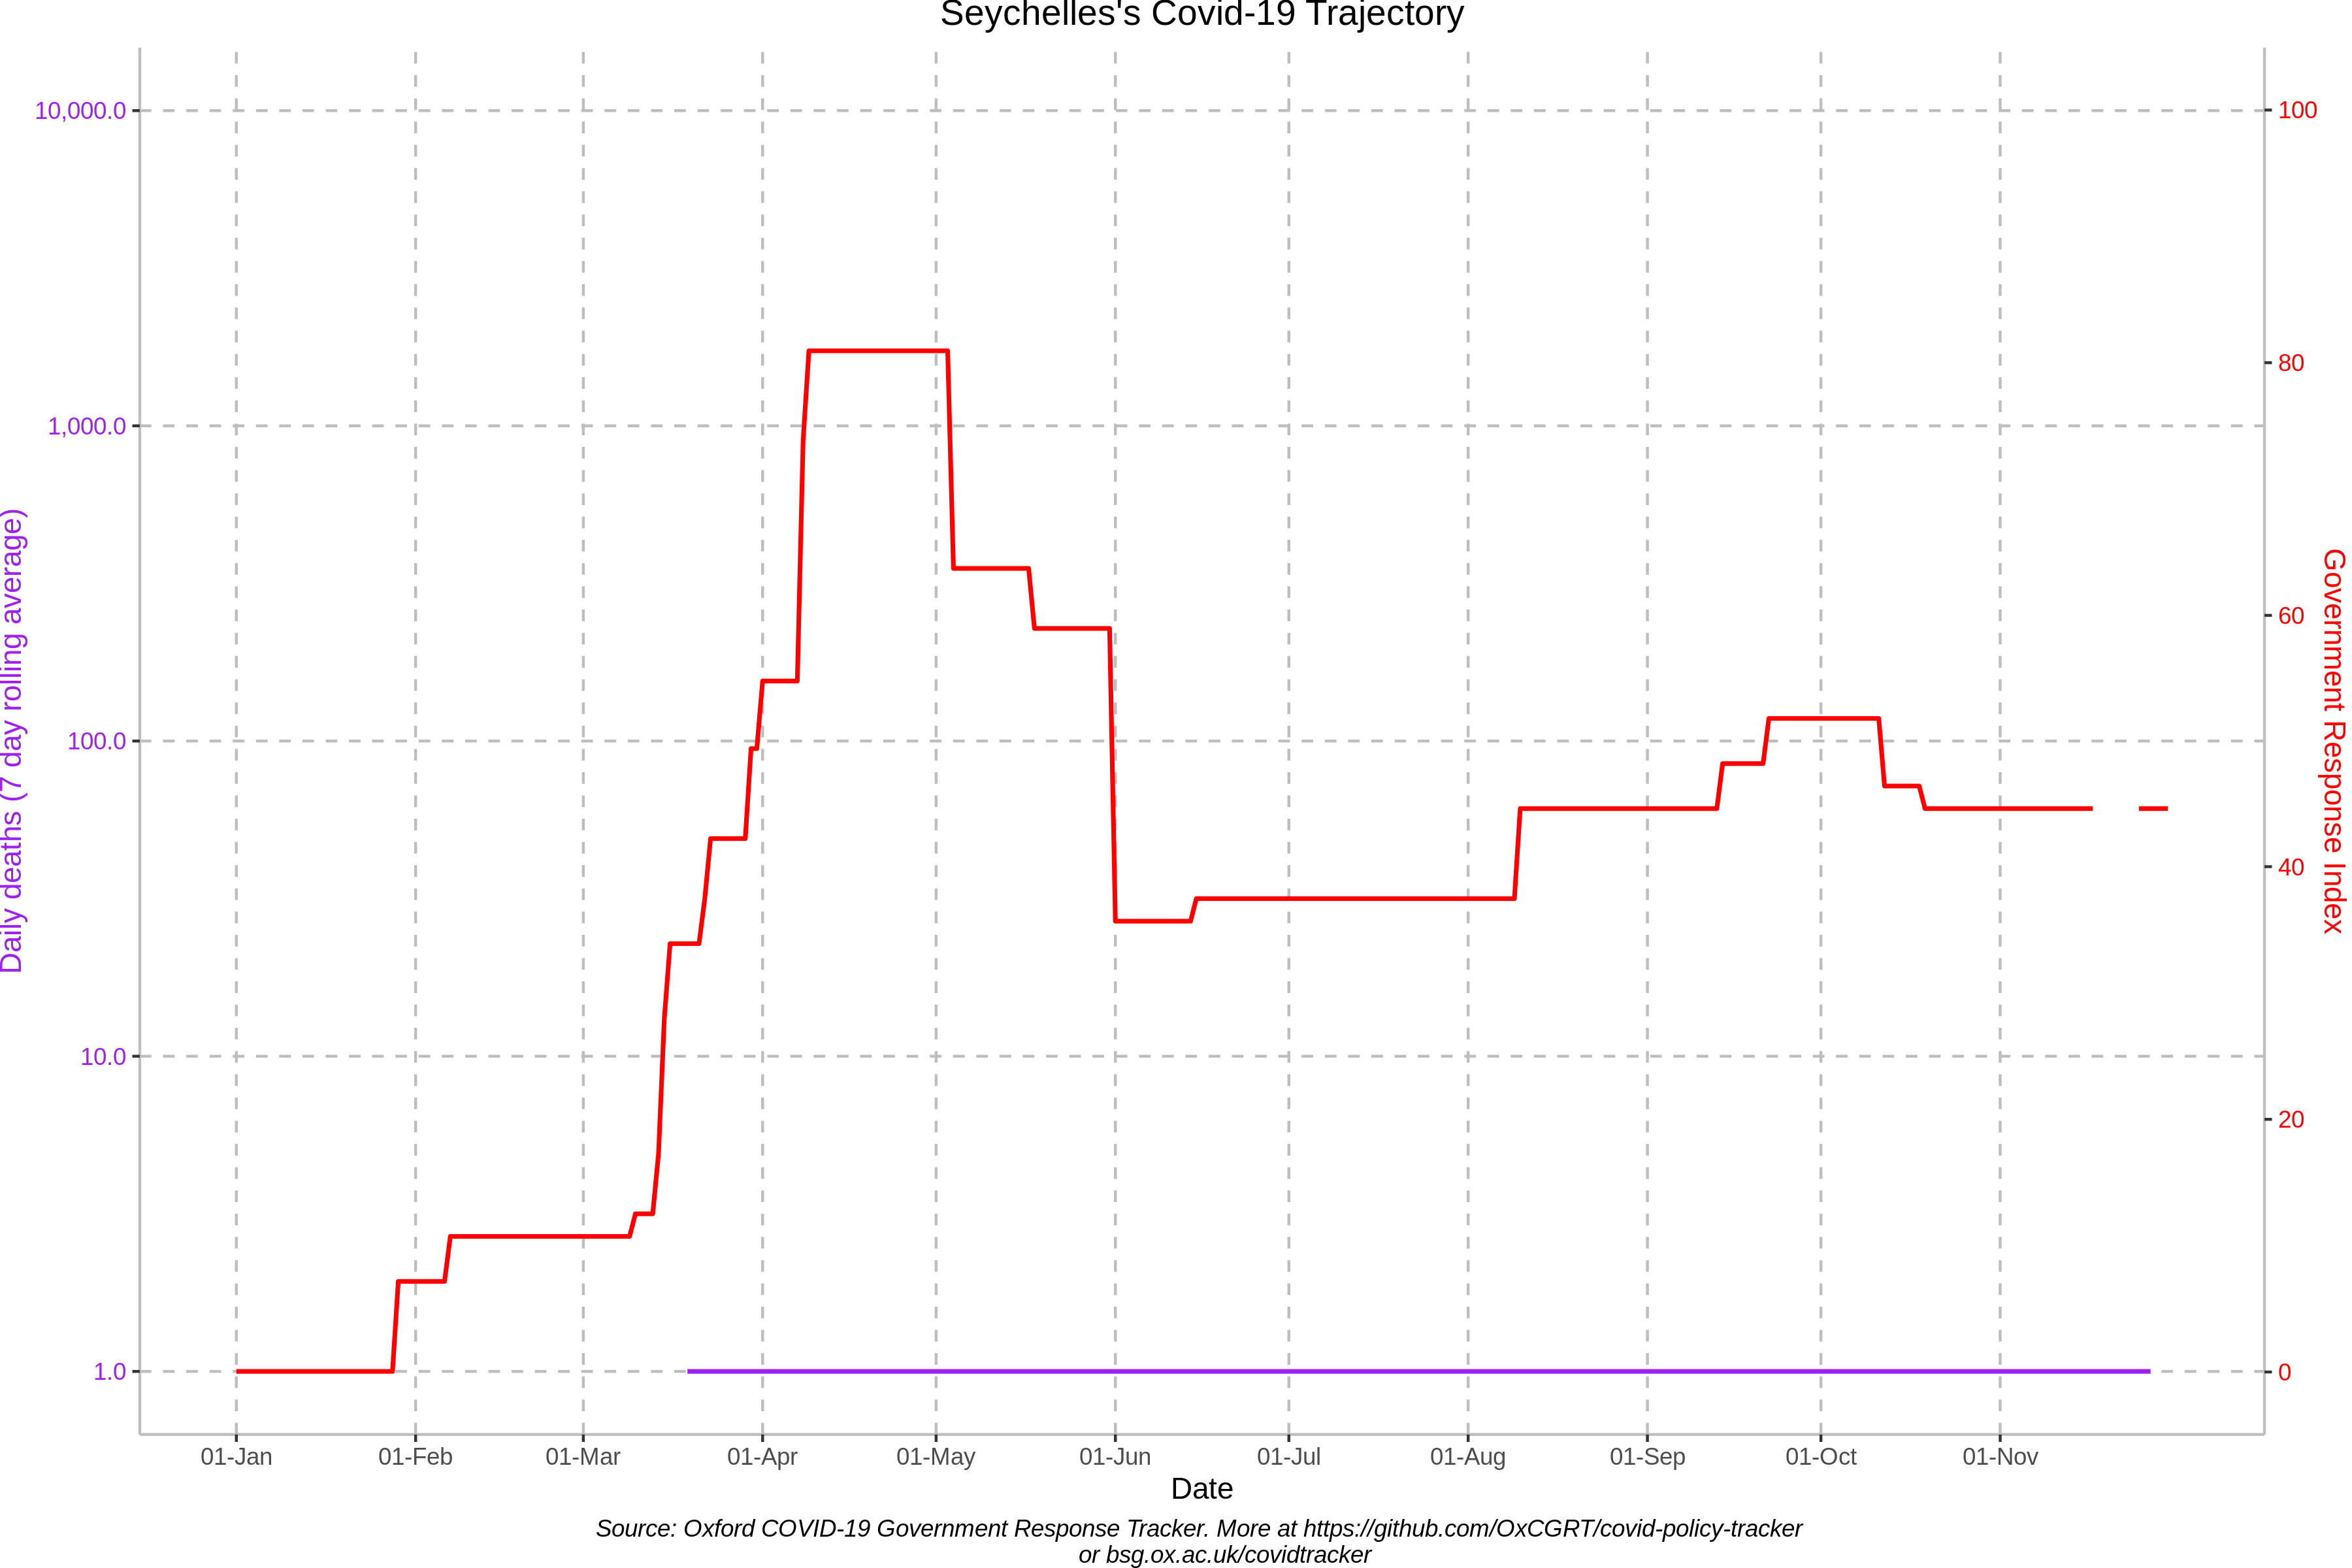 Seychelles's Covid-19 Trajectory
10,000.0
1,000.0
100.0
10.0
1.0
Daily deaths (7 day rolling average)
100
80
60
40
20
0
Government Response Index
01-Jan
01-Feb
01-Mar
01-Apr
01-May
01-Jun
01-Jul
01-Aug
01-Sep
01-Oct
01-Nov
Date
Source: Oxford COVID-19 Government Response Tracker. More at https://github.com/OxCGRT/covid-policy-tracker
or bsg.ox.ac.uk/covidtracker